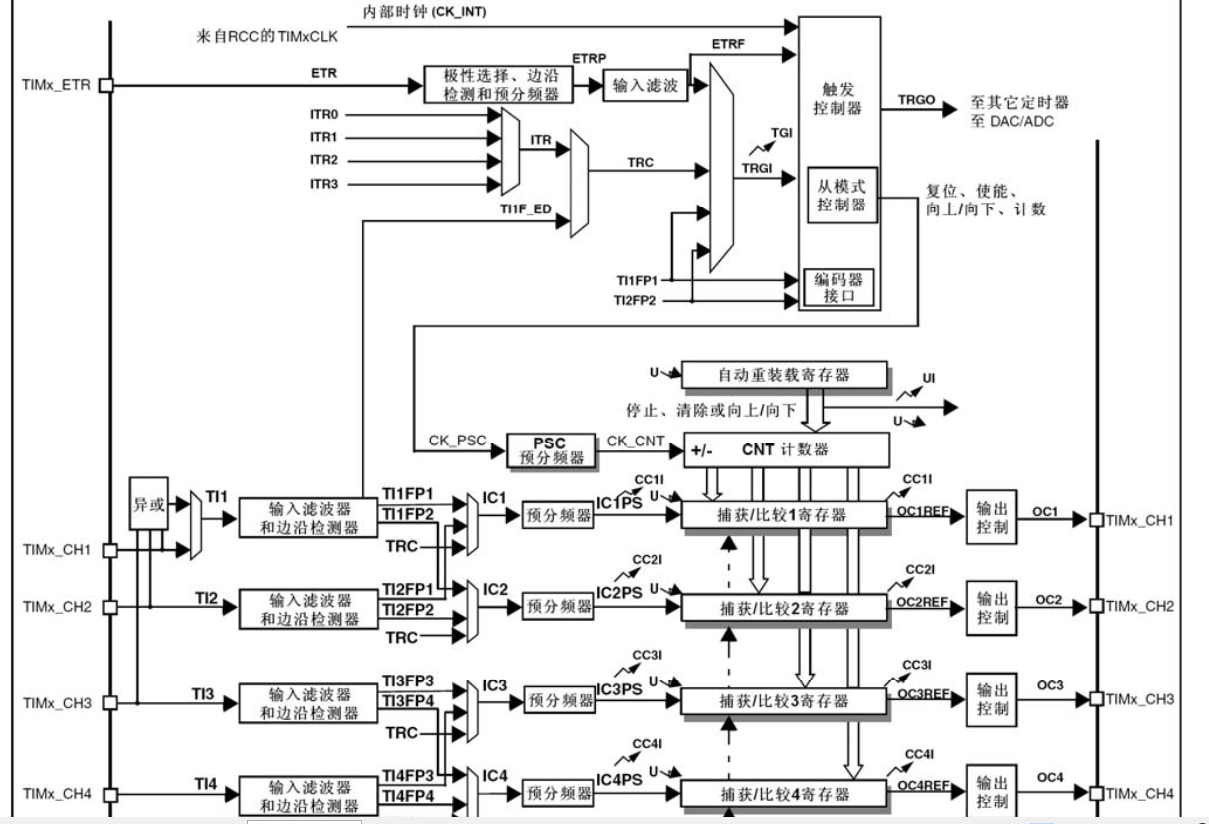 内部时钟(CK_INT)
来自RCC的TIMxCLK
ETRF
ETRP
TIMx_ETR
ETR
极性选择、边沿
检测和预分频器
输入滤波
触发
控制器
TRGO
至其它定时器
至 DAC/ADC
ITR0
ITR1
ITR2
ITR3
ITR
TRC
TGI
TRGI
TI1F_ED
从模式
控制器
复位、使能、
向上/向下、计数
TI1FP1
TI2FP2
编码器
接口
U
自动重装载寄存器
UI
停止、清除或向上/向下
U
CK_PSC
PSC
预分频器
CK_CNT
+/-
CNT 计数器
异或
TI1
输入滤波器
和边沿检测器
TI1FP1
TI1FP2
TRC
IC1
预分频器
CC1I
IC1PS
U
捕获/比较1寄存器
CC1I
OC1REF
输出
控制
OC1
TIMx_CH1
TIMx_CH1
TIMx_CH2
TI2
输入滤波器
和边沿检测器
TI2FP1
TI2FP2
TRC
IC2
预分频器
CC2I
IC2PS
U
捕获/比较2寄存器
CC2I
OC2REF
输出
控制
OC2
TIMx_CH2
TIMx_CH3
TI3
输入滤波器
和边沿检测器
TI3FP3
TI3FP4
TRC
IC3
预分频器
CC3I
IC3PS
U
捕获/比较3寄存器
CC3I
OC3REF
输出
控制
OC3
TIMx_CH3
TIMx_CH4
TI4
输入滤波器
和边沿检测器
TI4FP3
TI4FP4
IC4
预分频器
CC4I
IC4PS
U
捕获/比较4寄存器
CC4I
OC4REF
输出
控制
OC4
TIMx_CH4